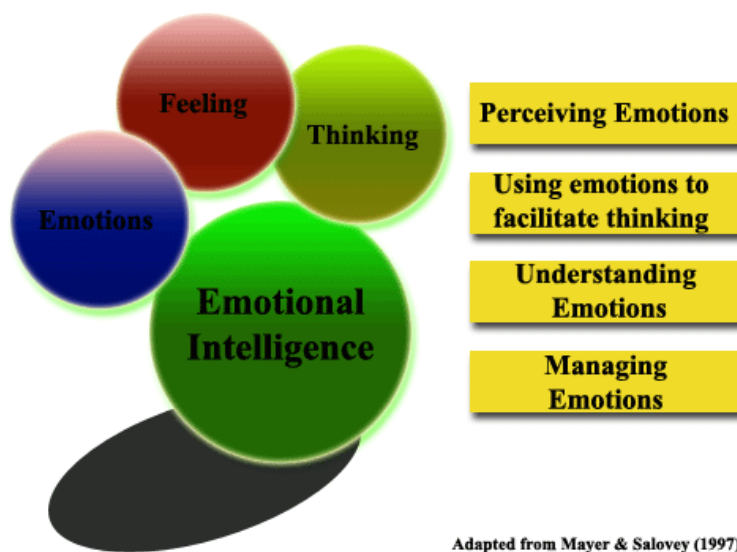 Feeling
Thinking
Emotions
Emotional
Intelligence
Perceiving Emotions
Using emotions to
facilitate thinking
Understanding
Emotions
Managing
Emotions
Adapted from Mayer & Salovey (1997)